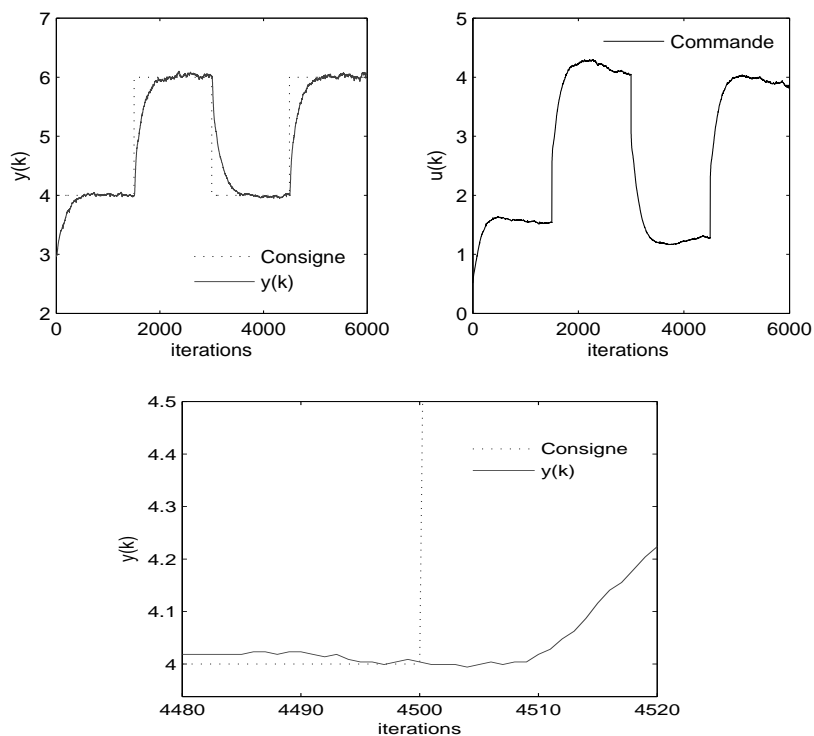 7
6
5
4
3
2
y(k)
Consigne
y(k)
0
2000
4000
6000
iterations
5
4
3
2
1
0
u(k)
Commande
0
2000
4000
6000
iterations
4.5
4.4
4.3
4.2
4.1
4
y(k)
Consigne
y(k)
4480
4490
4500
4510
4520
iterations